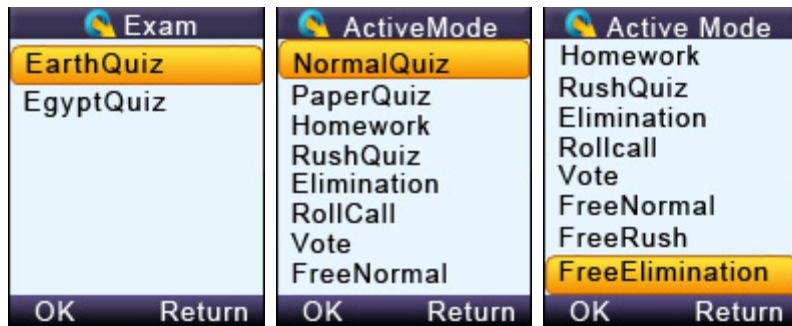 Exam
EarthQuiz
EgyptQuiz
OK Return
ActiveMode
NormalQuiz
PaperQuiz
Homework
RushQuiz
Elimination
RollCall
Vote
FreeNormal
OK Return
Active Mode
Homework
RushQuiz
Elimination
Rollcall
Vote
FreeNormal
FreeRush
FreeElimination
OK Return